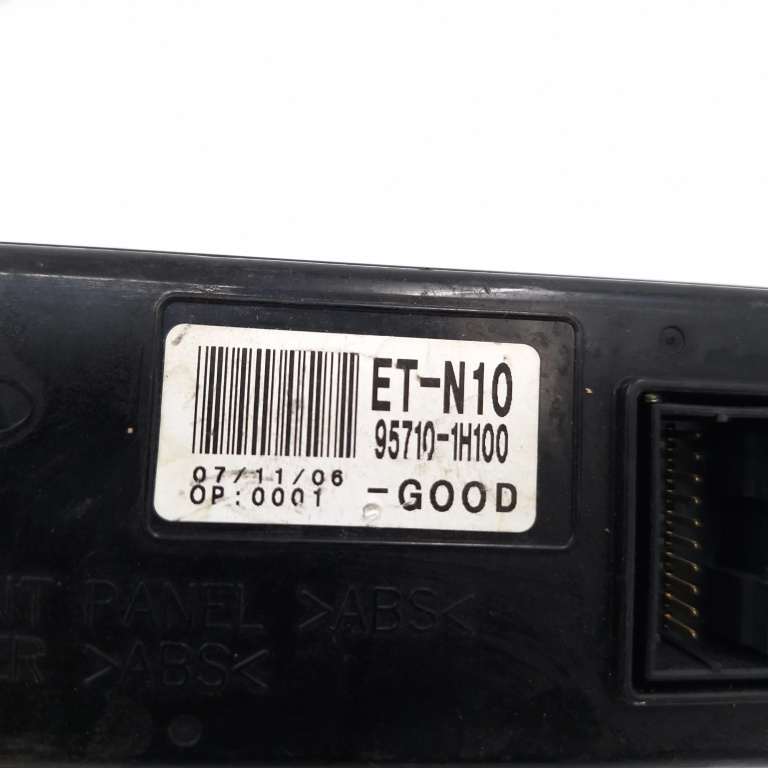 ET-N10
95710-1H100
07/11/06
OP:0001 -GOOD
PANEL >ABS<
>ABS<